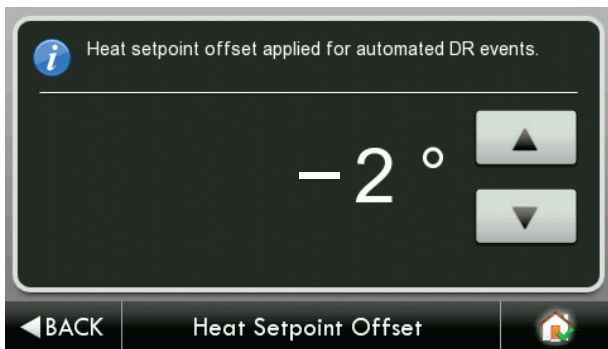 Heat setpoint offset applied for automated DR events.
−2°
BACK
Heat Setpoint Offset